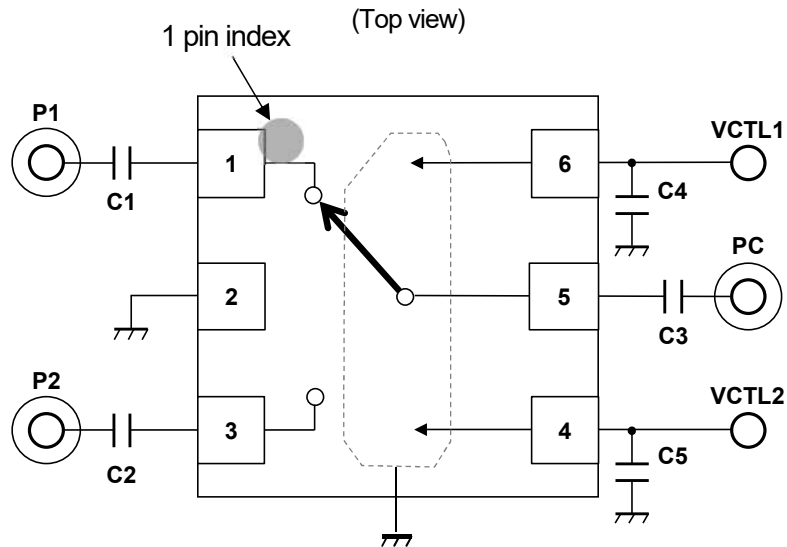 (Top view)
1 pin index
P1
VCTL1
1
6
C1
C4
PC
2
5
C3
P2
VCTL2
3
4
C2
C5